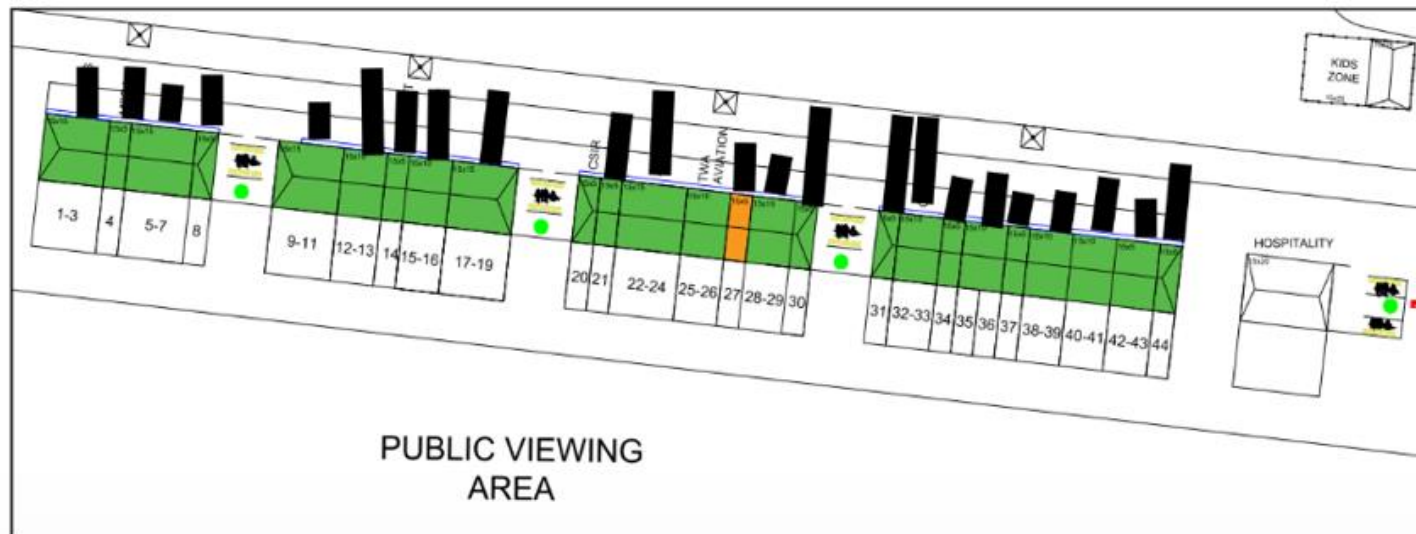 KIDS
ZONE
CSIR
TWA
AVIATION
1-3
4
5-7
8
9-11
12-13
14
15-16
17-19
20
21
22-24
25-26
27
28-29
30
31
32-33
34
35
36
37
38-39
40-41
42-43
44
HOSPITALITY
15x20
PUBLIC VIEWING
AREA